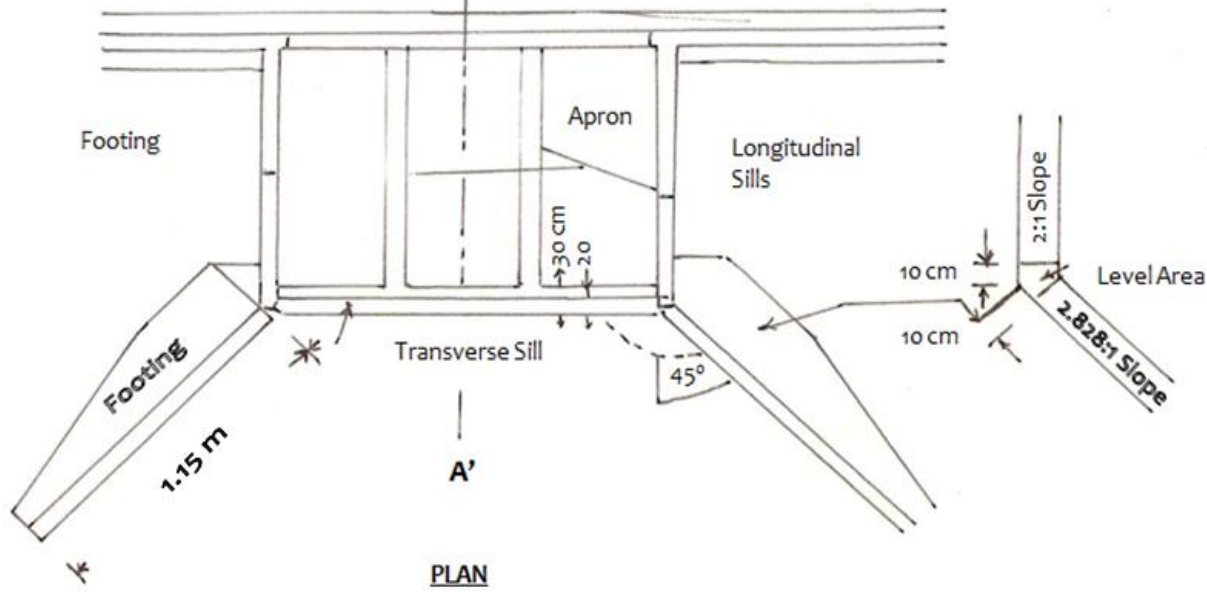 Footing
Apron
Longitudinal
Sills
2:1 Slope
30 cm
20
10 cm
Level Area
10 cm
2.828:1 Slope
Transverse Sill
45°
Footing
1.15 m
A’
PLAN